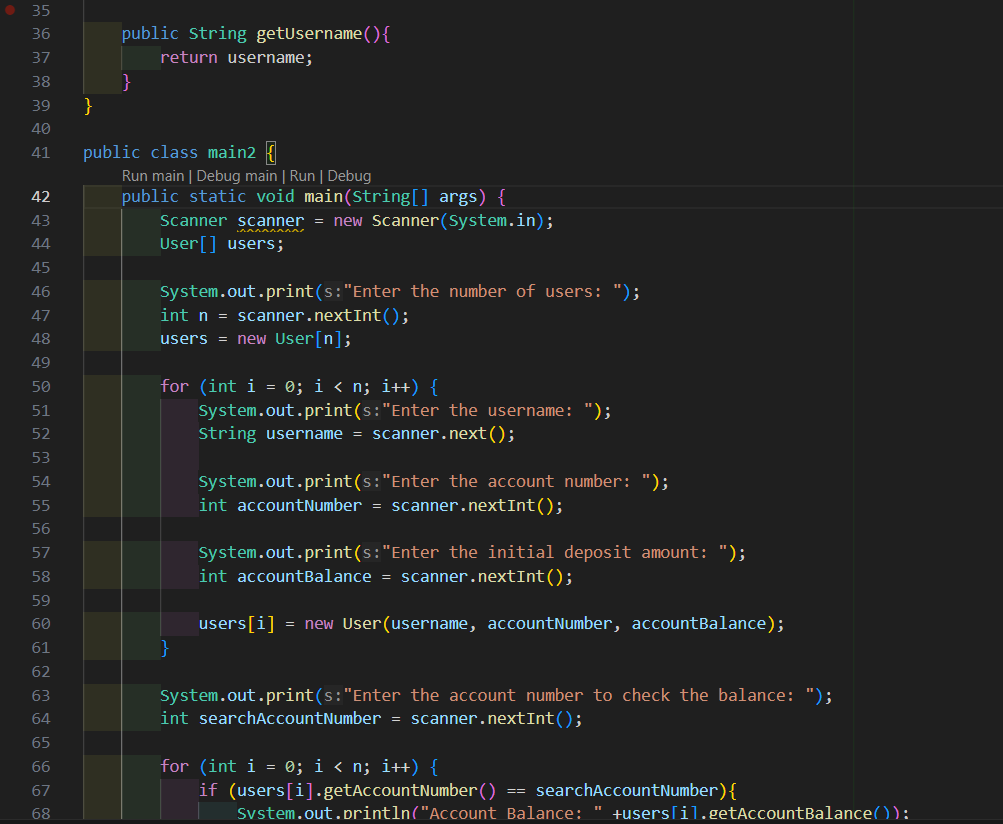 35
36 public String getUsername(){
37 return username;
38 }
39 }
40
41 public class main2 {
Run main | Debug main | Run | Debug
42 public static void main(String[] args) {
43 Scanner scanner = new Scanner(System.in);
44 User[] users;
45
46 System.out.print(s:"Enter the number of users: ");
47 int n = scanner.nextInt();
48 users = new User[n];
49
50 for (int i = 0; i < n; i++) {
51 System.out.print(s:"Enter the username: ");
52 String username = scanner.next();
53
54 System.out.print(s:"Enter the account number: ");
55 int accountNumber = scanner.nextInt();
56
57 System.out.print(s:"Enter the initial deposit amount: ");
58 int accountBalance = scanner.nextInt();
59
60 users[i] = new User(username, accountNumber, accountBalance);
61 }
62
63 System.out.print(s:"Enter the account number to check the balance: ");
64 int searchAccountNumber = scanner.nextInt();
65
66 for (int i = 0; i < n; i++) {
67 if (users[i].getAccountNumber() == searchAccountNumber){
68 System.out.println("Account Balance: " +users[i].getAccountBalance());